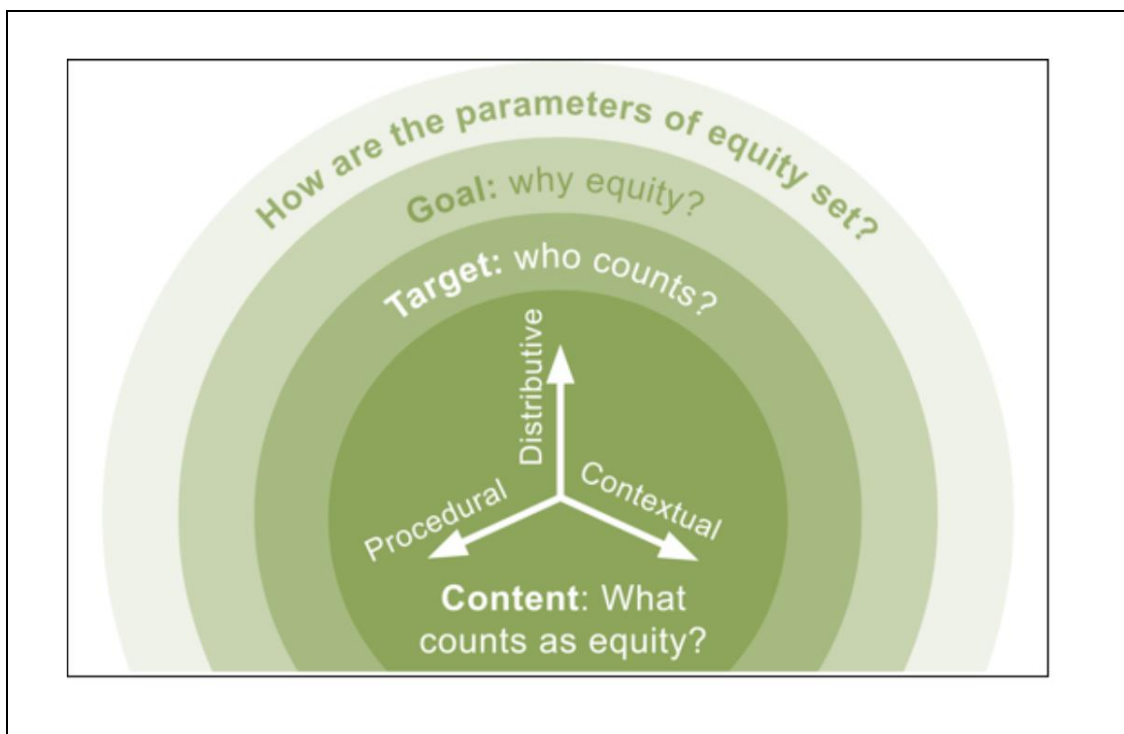 How are the parameters of equity set?
Goal: why equity?
Target: who counts?
Distributive
Procedural
Contextual
Content: What
counts as equity?